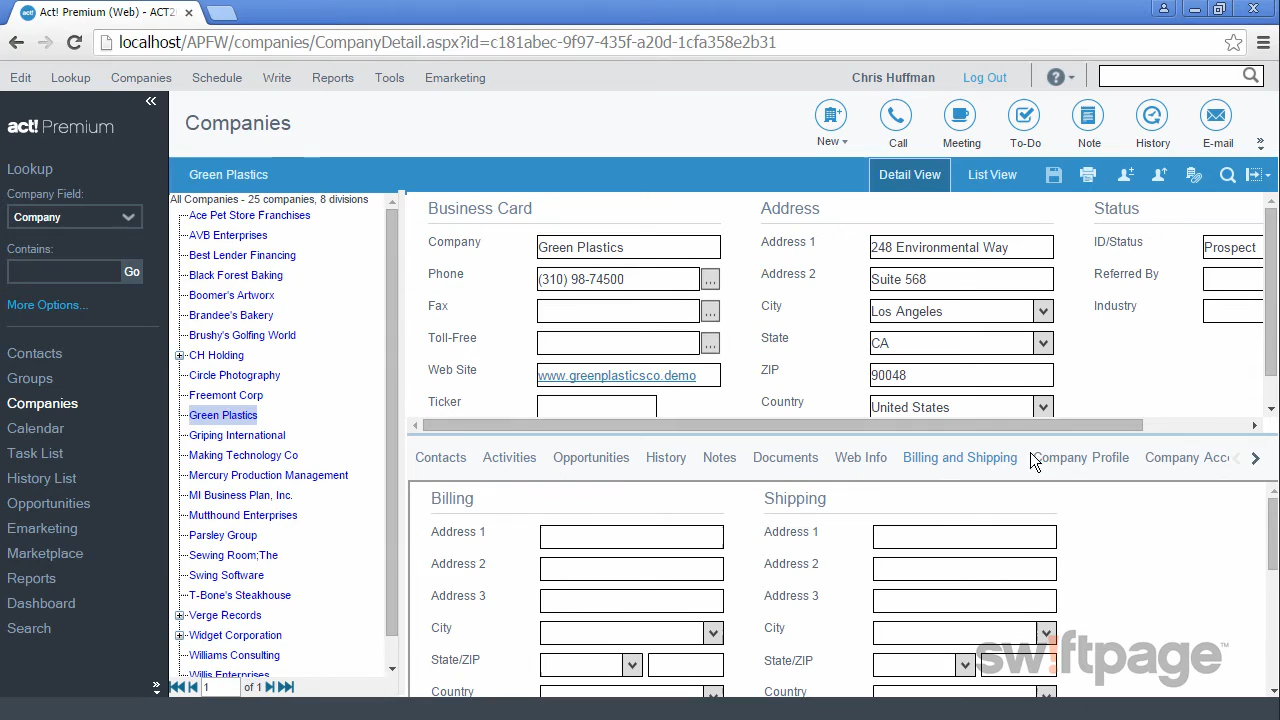 Act! Premium (Web) - ACT2
localhost/APFW/companies/CompanyDetail.aspx?id=c181abec-9f97-435f-a20d-1cfa358e2b31
Edit Lookup Companies Schedule Write Reports Tools Emarketing Chris Huffman Log Out
act! Premium
Companies
New Call Meeting To-Do Note History E-mail
Green Plastics Detail View List View
Lookup
Company Field:
Company
Contains:
Go
More Options...
Contacts
Groups
Companies
Calendar
Task List
History List
Opportunities
Emarketing
Marketplace
Reports
Dashboard
Search
All Companies - 25 companies, 8 divisions
Ace Pet Store Franchises
AVB Enterprises
Best Lender Financing
Black Forest Baking
Boomer's Artworx
Brandee's Bakery
Brushy's Golfing World
CH Holding
Circle Photography
Freemont Corp
Green Plastics
Griping International
Making Technology Co
Mercury Production Management
MI Business Plan, Inc.
Mutthound Enterprises
Parsley Group
Sewing Room;The
Swing Software
T-Bone's Steakhouse
Verge Records
Widget Corporation
Williams Consulting
Willis Enterprises
1 of 1
Business Card Address Status
Company Green Plastics Address 1 248 Environmental Way ID/Status Prospect
Phone (310) 98-74500 ... Address 2 Suite 568 Referred By
Fax ... City Los Angeles Industry
Toll-Free ... State CA
Web Site www.greenplasticsco.demo ZIP 90048
Ticker Country United States
Contacts Activities Opportunities History Notes Documents Web Info Billing and Shipping Company Profile Company Acc
Billing Shipping
Address 1 Address 1
Address 2 Address 2
Address 3 Address 3
City City
State/ZIP State/ZIP
Country Country
swiftpage™